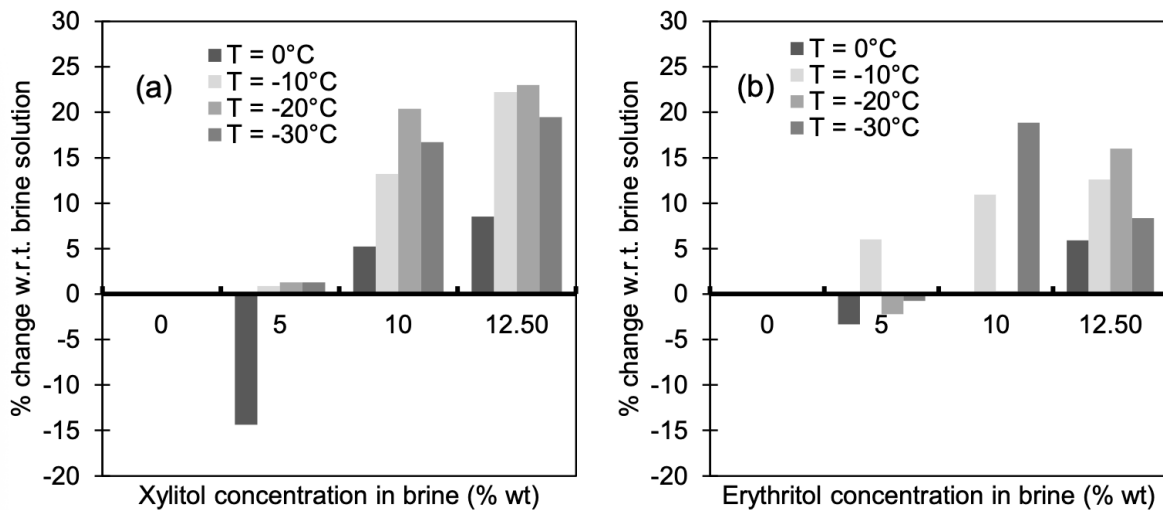 30
25
20
15
10
5
0
-5
-10
-15
-20
% change w.r.t. brine solution
(a)
T = 0°C
T = -10°C
T = -20°C
T = -30°C
0 5 10 12.50
Xylitol concentration in brine (% wt)
30
25
20
15
10
5
0
-5
-10
-15
-20
% change w.r.t. brine solution
(b)
T = 0°C
T = -10°C
T = -20°C
T = -30°C
0 5 10 12.50
Erythritol concentration in brine (% wt)